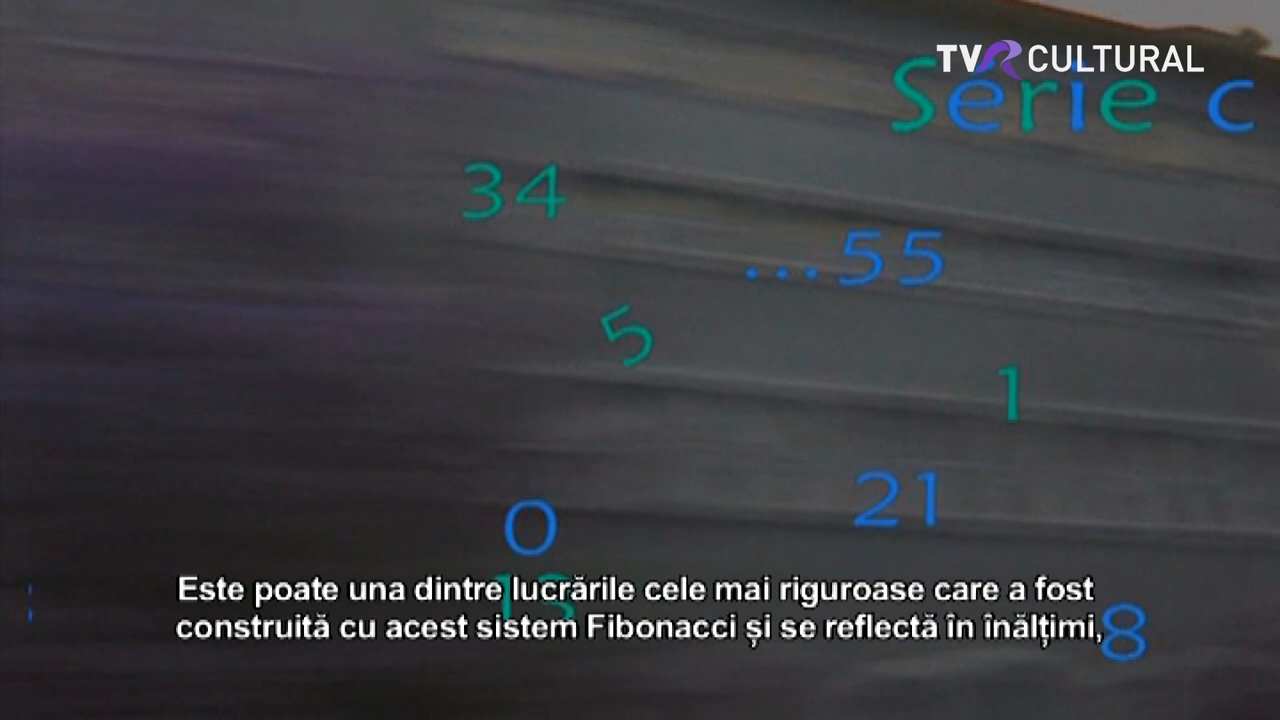 TVR CULTURAL
Série c
34
...55
5
1
21
0
13
Este poate una dintre lucrările cele mai riguroase care a fost
construită cu acest sistem Fibonacci și se reflectă în înălțimi,
8